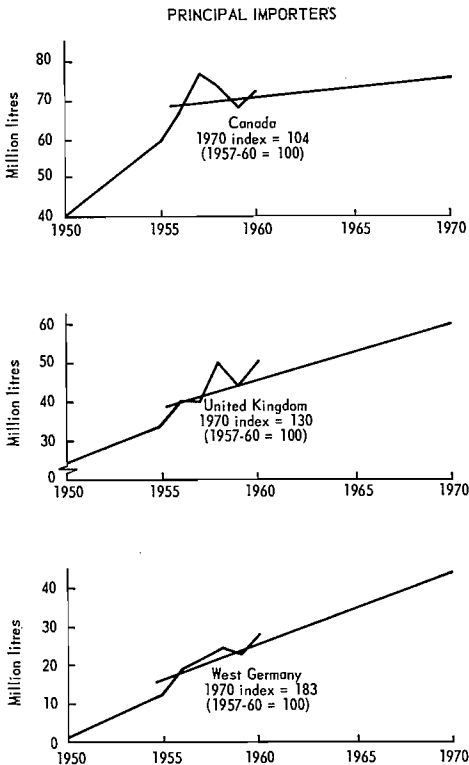 PRINCIPAL IMPORTERS
Million litres
80
70
60
50
40
Canada
1970 index = 104
(1957-60 = 100)
1950 1955 1960 1965 1970
Million litres
60
50
40
30
0
United Kingdom
1970 index = 130
(1957-60 = 100)
1950 1955 1960 1965 1970
Million litres
40
30
20
10
0
West Germany
1970 index = 183
(1957-60 = 100)
1950 1955 1960 1965 1970